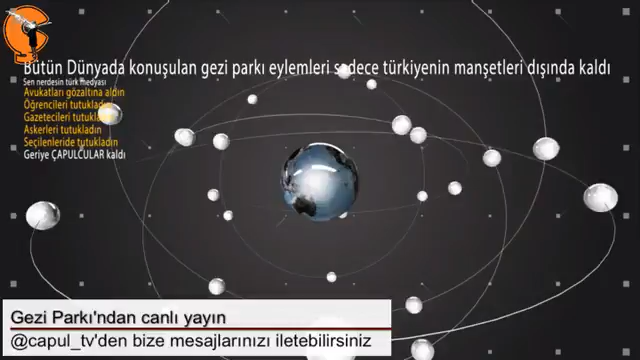 Bütün Dünyada konuşulan gezi parkı eylemleri sadece türkiyenin manşetleri dışında kaldı
Sen nerdesin türk medyası
Avukatları gözaltına aldın
Öğrencileri tutukladın
Gazetecileri tutukladın
Askerleri tutukladın
Seçilenleride tutukladın
Geriye ÇAPULCULAR kaldı
Gezi Parkı'ndan canlı yayın
@capul_tv'den bize mesajlarınızı iletebilirsiniz